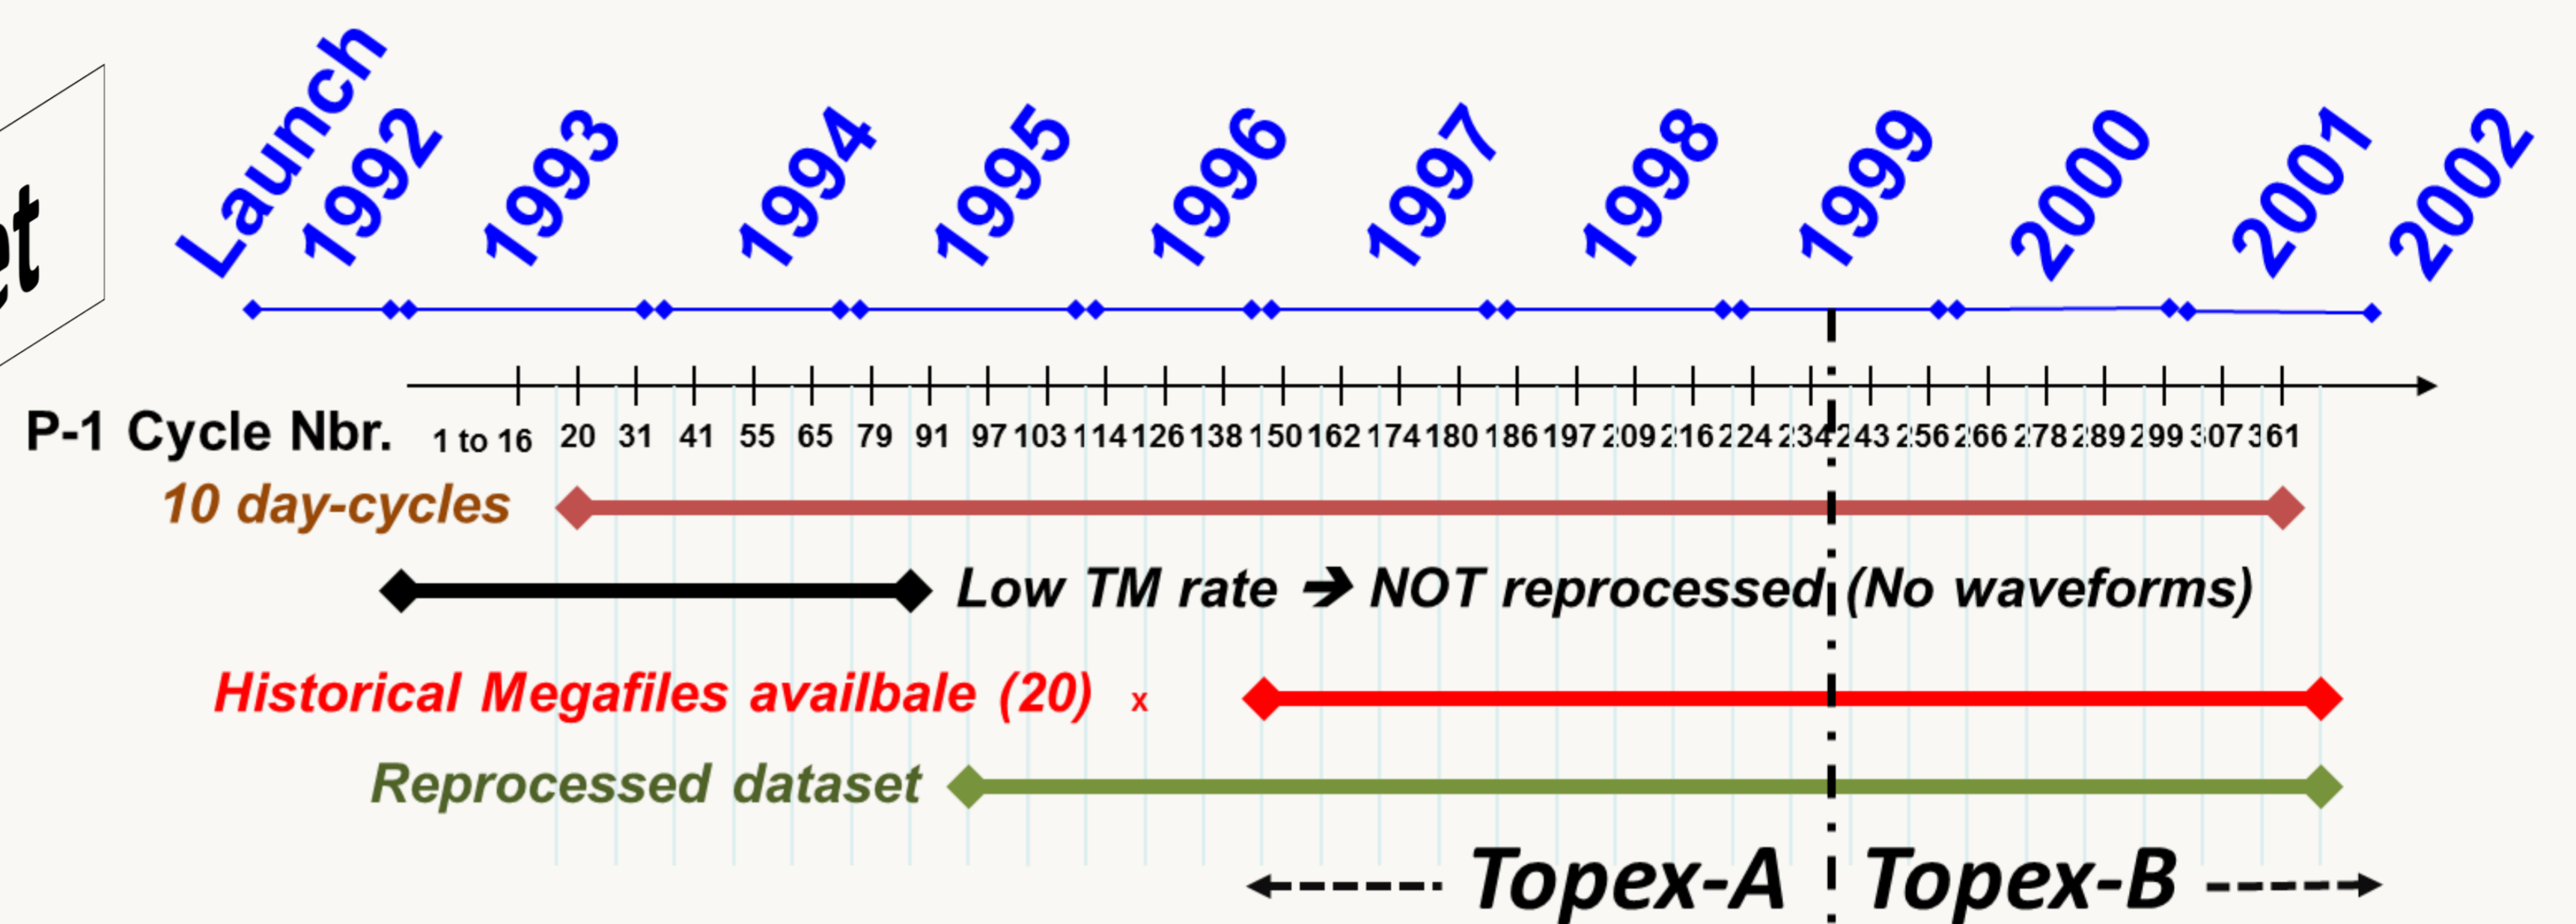 Launch
1992 1993 1994 1995 1996 1997 1998 1999 2000 2001 2002
et
P-1 Cycle Nbr. 1 to 16 20 31 41 55 65 79 91 97 103 114 126 138 150 162 174 180 186 197 209 216 224 234 243 256 266 278 289 299 307 361
10 day-cycles
Low TM rate ➔ NOT reprocessed (No waveforms)
Historical Megafiles availbale (20) x
Reprocessed dataset
Topex-A Topex-B